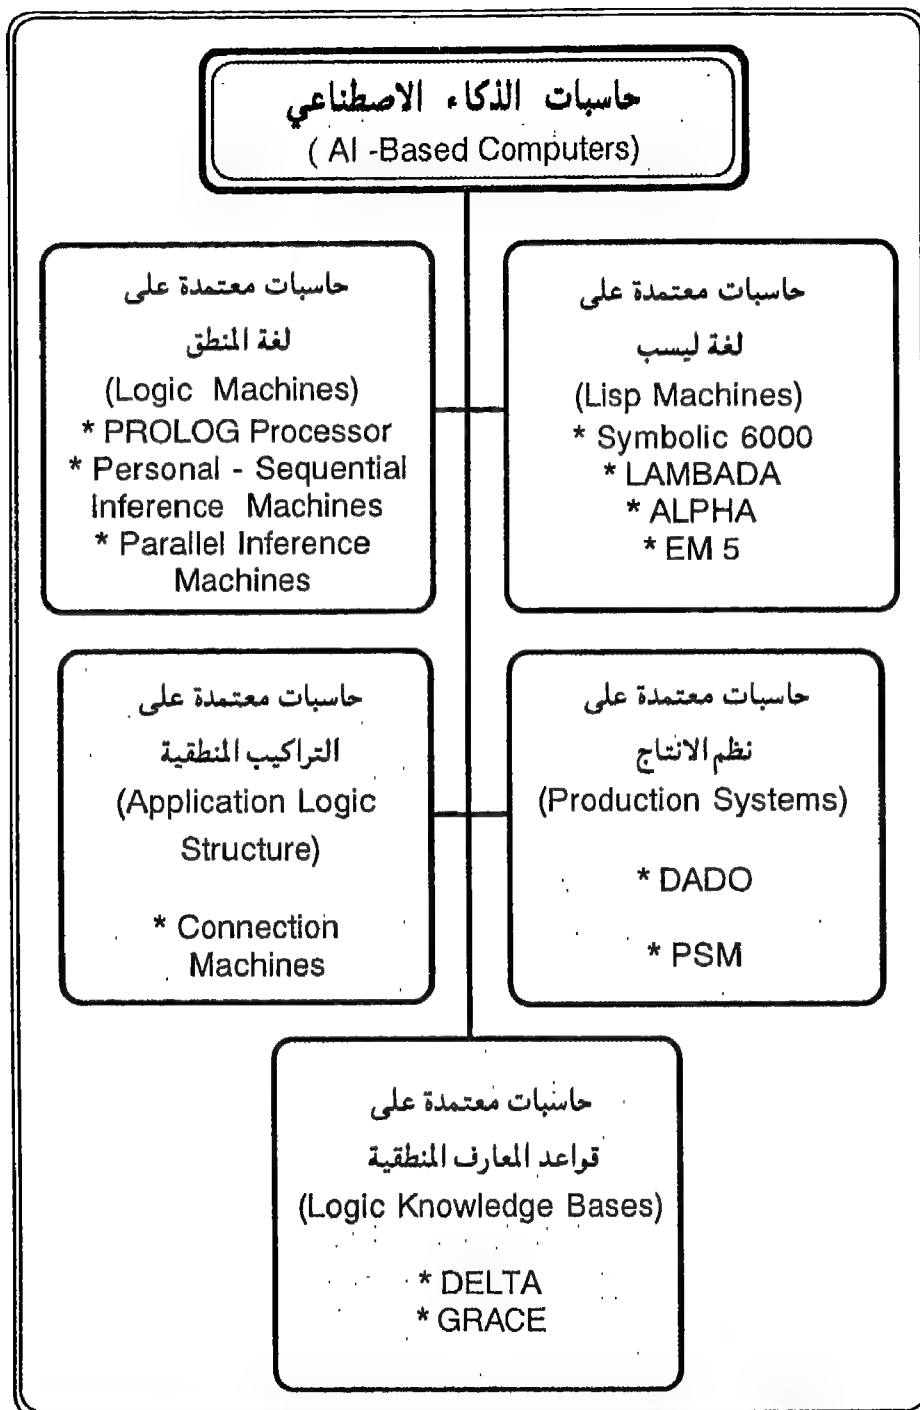 حاسبات الذكاء الاصطناعي
( AI -Based Computers)
حاسبات معتمدة على
لغة ليسب
(Lisp Machines)
* Symbolic 6000
* LAMBADA
* ALPHA
* EM 5
حاسبات معتمدة على
لغة المنطق
(Logic Machines)
* PROLOG Processor
* Personal - Sequential
Inference Machines
* Parallel Inference
Machines
حاسبات معتمدة على
نظم الانتاج
(Production Systems)
* DADO
* PSM
حاسبات معتمدة على
التراكيب المنطقية
(Application Logic
Structure)
* Connection
Machines
حاسبات معتمدة على
قواعد المعارف المنطقية
(Logic Knowledge Bases)
* DELTA
* GRACE